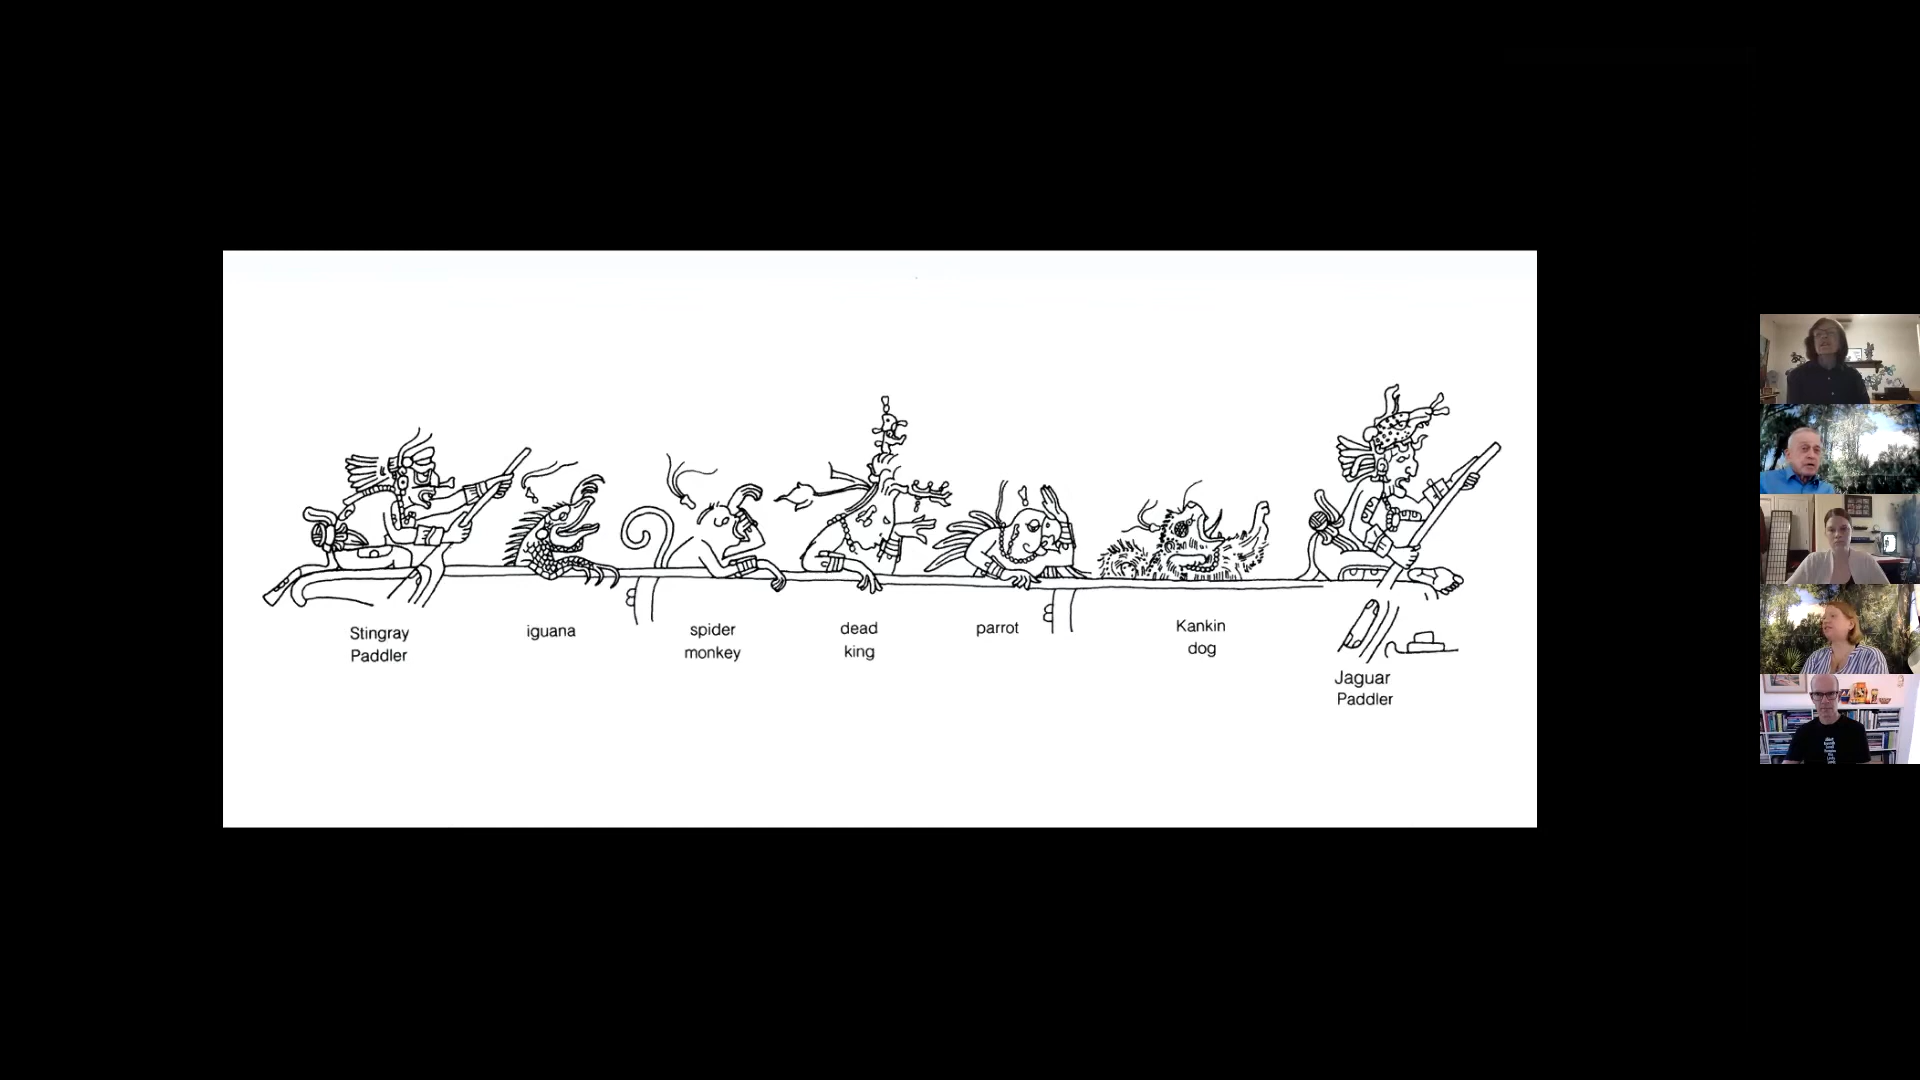 Stingray
Paddler
iguana
spider
monkey
dead
king
parrot
Kankin
dog
Jaguar
Paddler